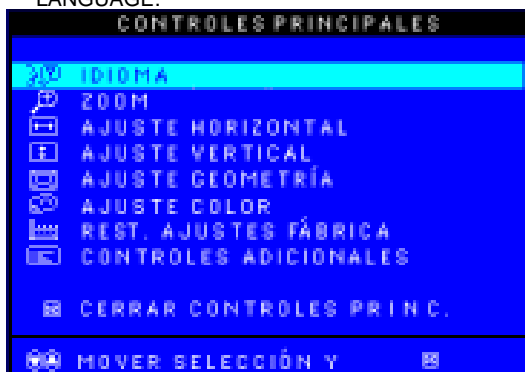 LANGUAGE.
CONTROLES PRINCIPALES
IDIOMA
ZOOM
AJUSTE HORIZONTAL
AJUSTE VERTICAL
AJUSTE GEOMETRÍA
AJUSTE COLOR
REST. AJUSTES FÁBRICA
CONTROLES ADICIONALES
CERRAR CONTROLES PRINC.
MOVER SELECCIÓN Y